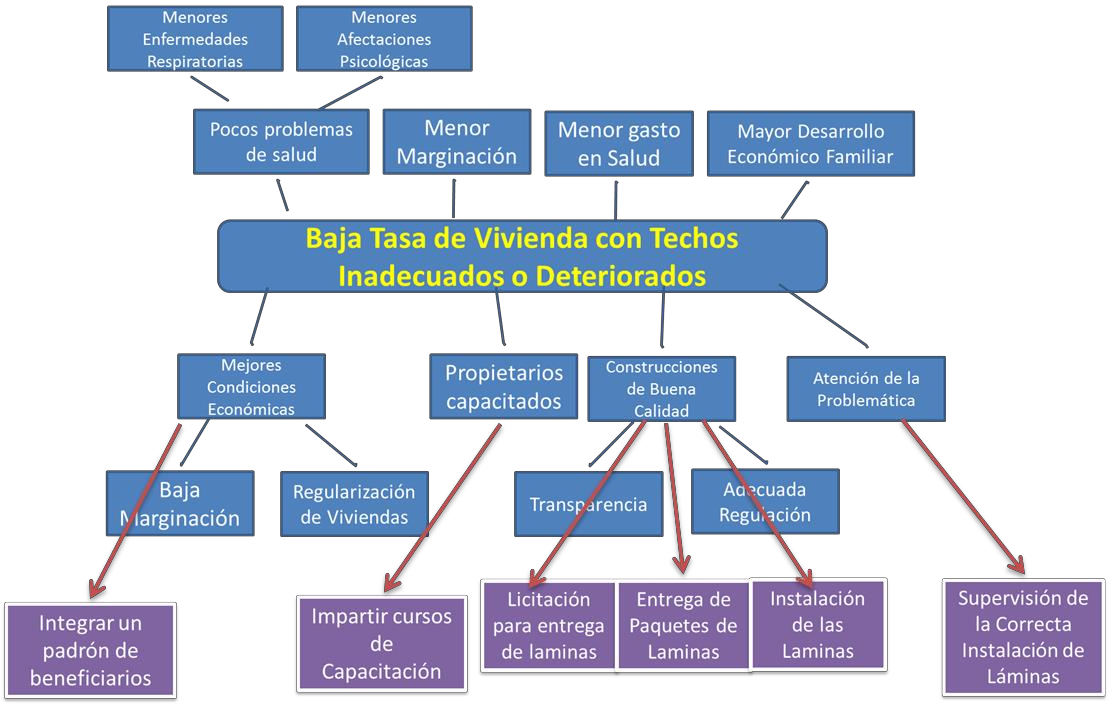 Menores
Enfermedades
Respiratorias
Menores
Afectaciones
Psicológicas
Pocos problemas
de salud
Menor
Marginación
Menor gasto
en Salud
Mayor Desarrollo
Económico Familiar
Baja Tasa de Vivienda con Techos
Inadecuados o Deteriorados
Mejores
Condiciones
Económicas
Propietarios
capacitados
Construcciones
de Buena
Calidad
Atención de la
Problemática
Baja
Marginación
Regularización
de Viviendas
Transparencia
Adecuada
Regulación
Integrar un
padrón de
beneficiarios
Impartir cursos
de
Capacitación
Licitación
para entrega
de laminas
Entrega de
Paquetes de
Laminas
Instalación
de las
Laminas
Supervisión de
la Correcta
Instalación de
Láminas